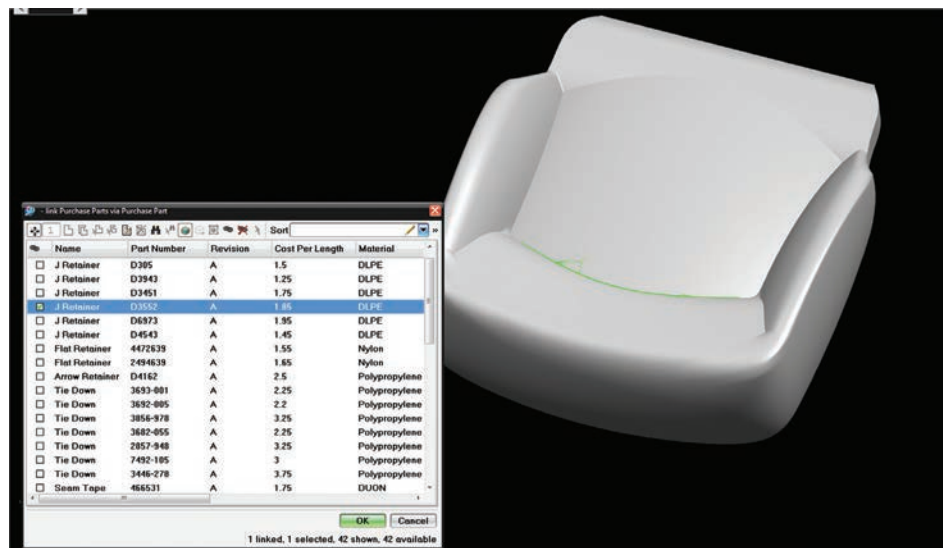 - link Purchase Parts via Purchase Part
Sort
Name Part Number Revision Cost Per Length Material
J Retainer D305 A 1.5 DLPE
J Retainer D3943 A 1.25 DLPE
J Retainer D3451 A 1.75 DLPE
J Retainer D3552 A 1.85 DLPE
J Retainer D6973 A 1.95 DLPE
J Retainer D4543 A 1.45 DLPE
Flat Retainer 4472639 A 1.55 Nylon
Flat Retainer 2494639 A 1.65 Nylon
Arrow Retainer D4162 A 2.5 Polypropylene
Tie Down 3693-001 A 2.25 Polypropylene
Tie Down 3692-005 A 2.2 Polypropylene
Tie Down 3856-978 A 3.25 Polypropylene
Tie Down 3682-055 A 2.25 Polypropylene
Tie Down 2857-948 A 3.25 Polypropylene
Tie Down 7492-105 A 3 Polypropylene
Tie Down 3446-278 A 3.75 Polypropylene
Seam Tape 466531 A 1.75 DUON
OK Cancel
1 linked, 1 selected, 42 shown, 42 available